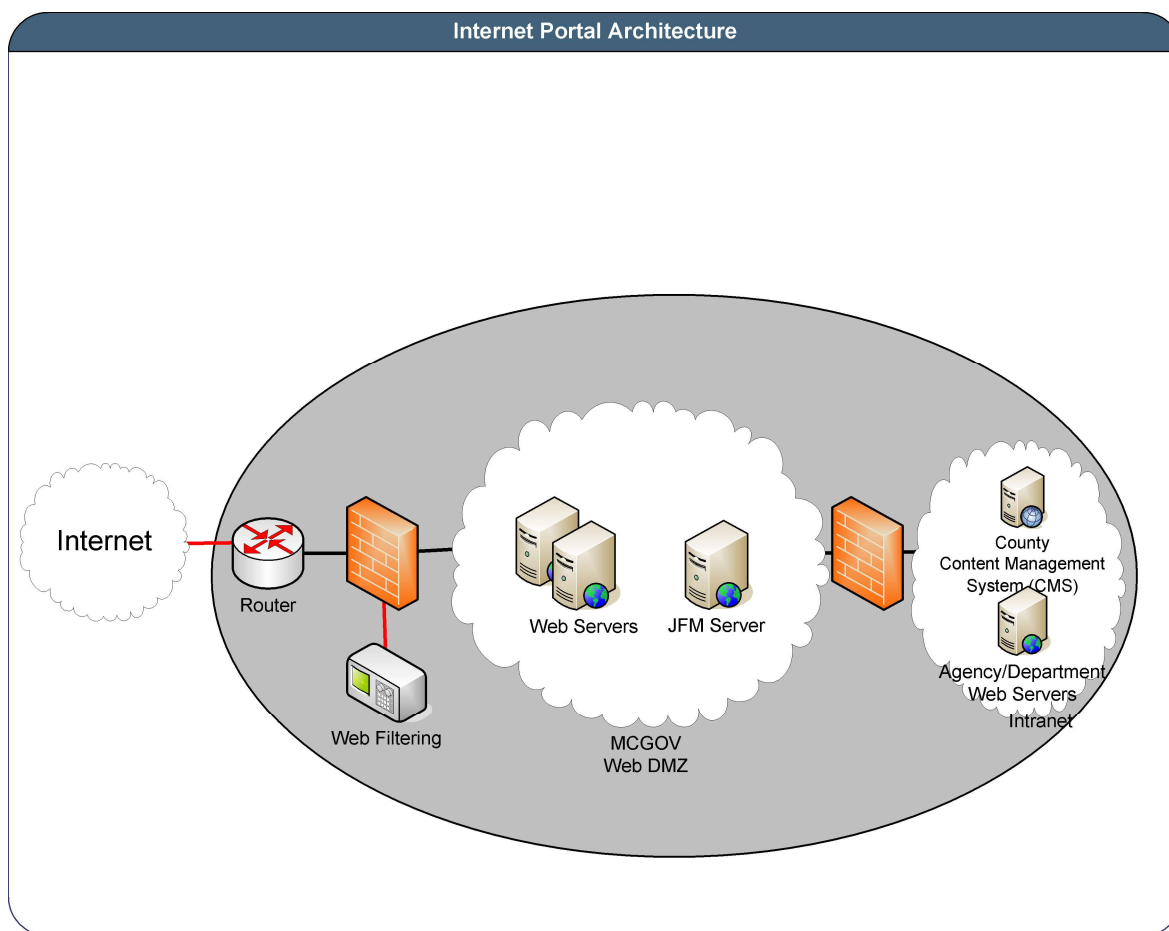 Internet Portal Architecture
Internet
Router
Web Filtering
Web Servers
JFM Server
MCGOV
Web DMZ
County
Content Management
System (CMS)
Agency/Department
Web Servers
Intranet